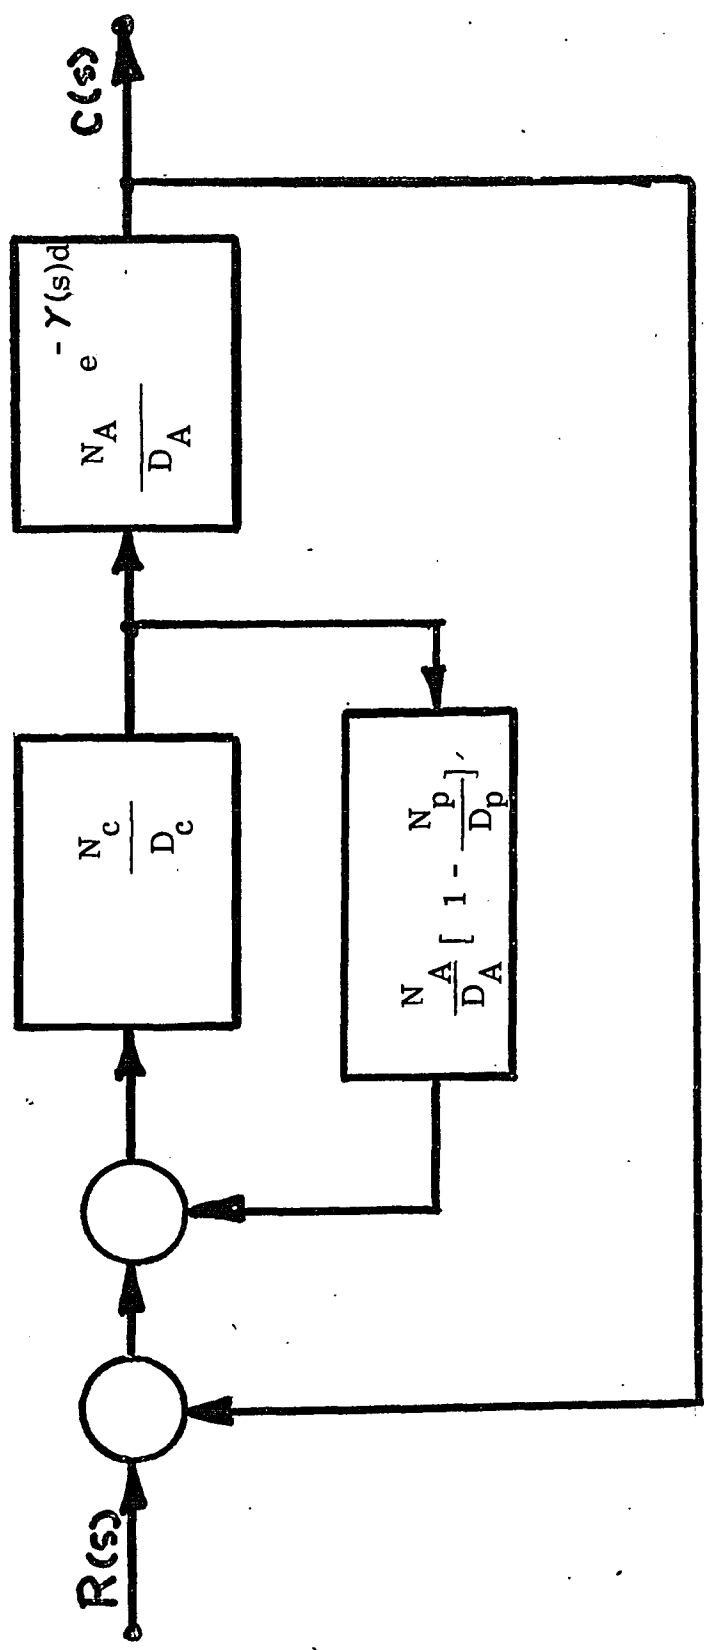 R(s)
N_c
D_c
N_A
D_A
e^{-γ(s)d}
C(s)
N_A
D_A
[ 1 -
N_p
D_p
]